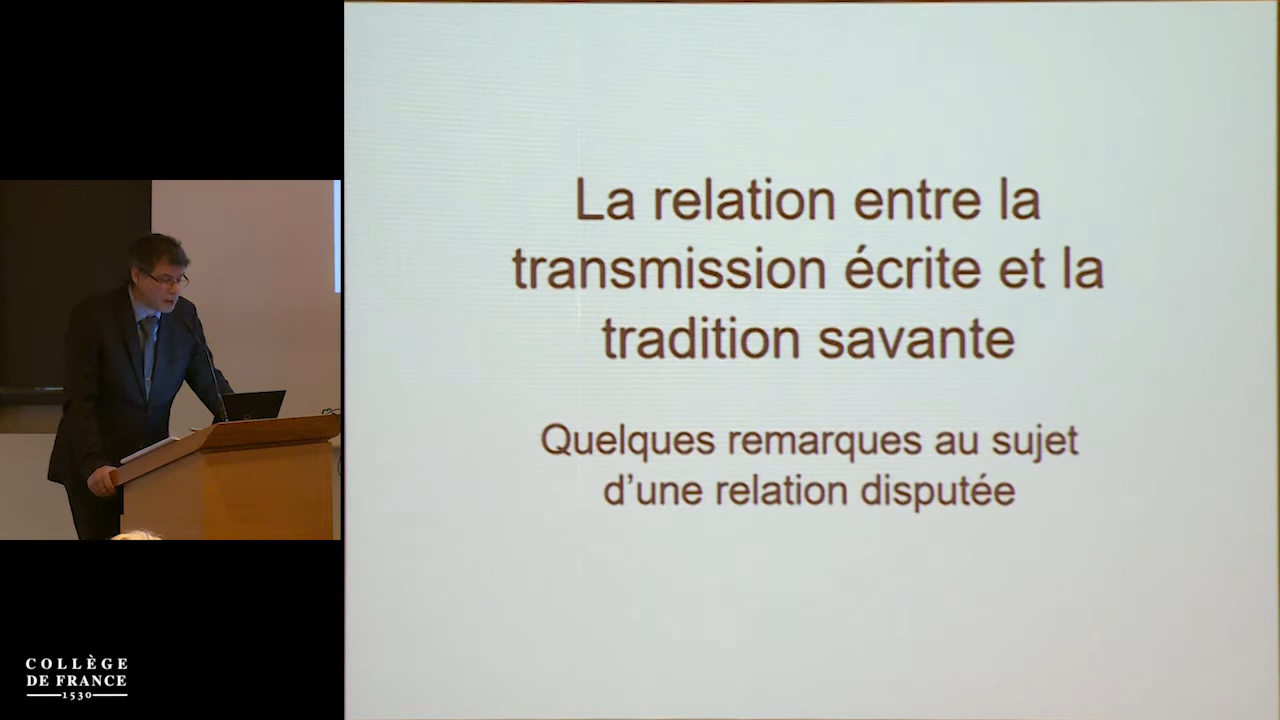 La relation entre la
transmission écrite et la
tradition savante
Quelques remarques au sujet
d'une relation disputée
COLLÈGE
DE FRANCE
1530